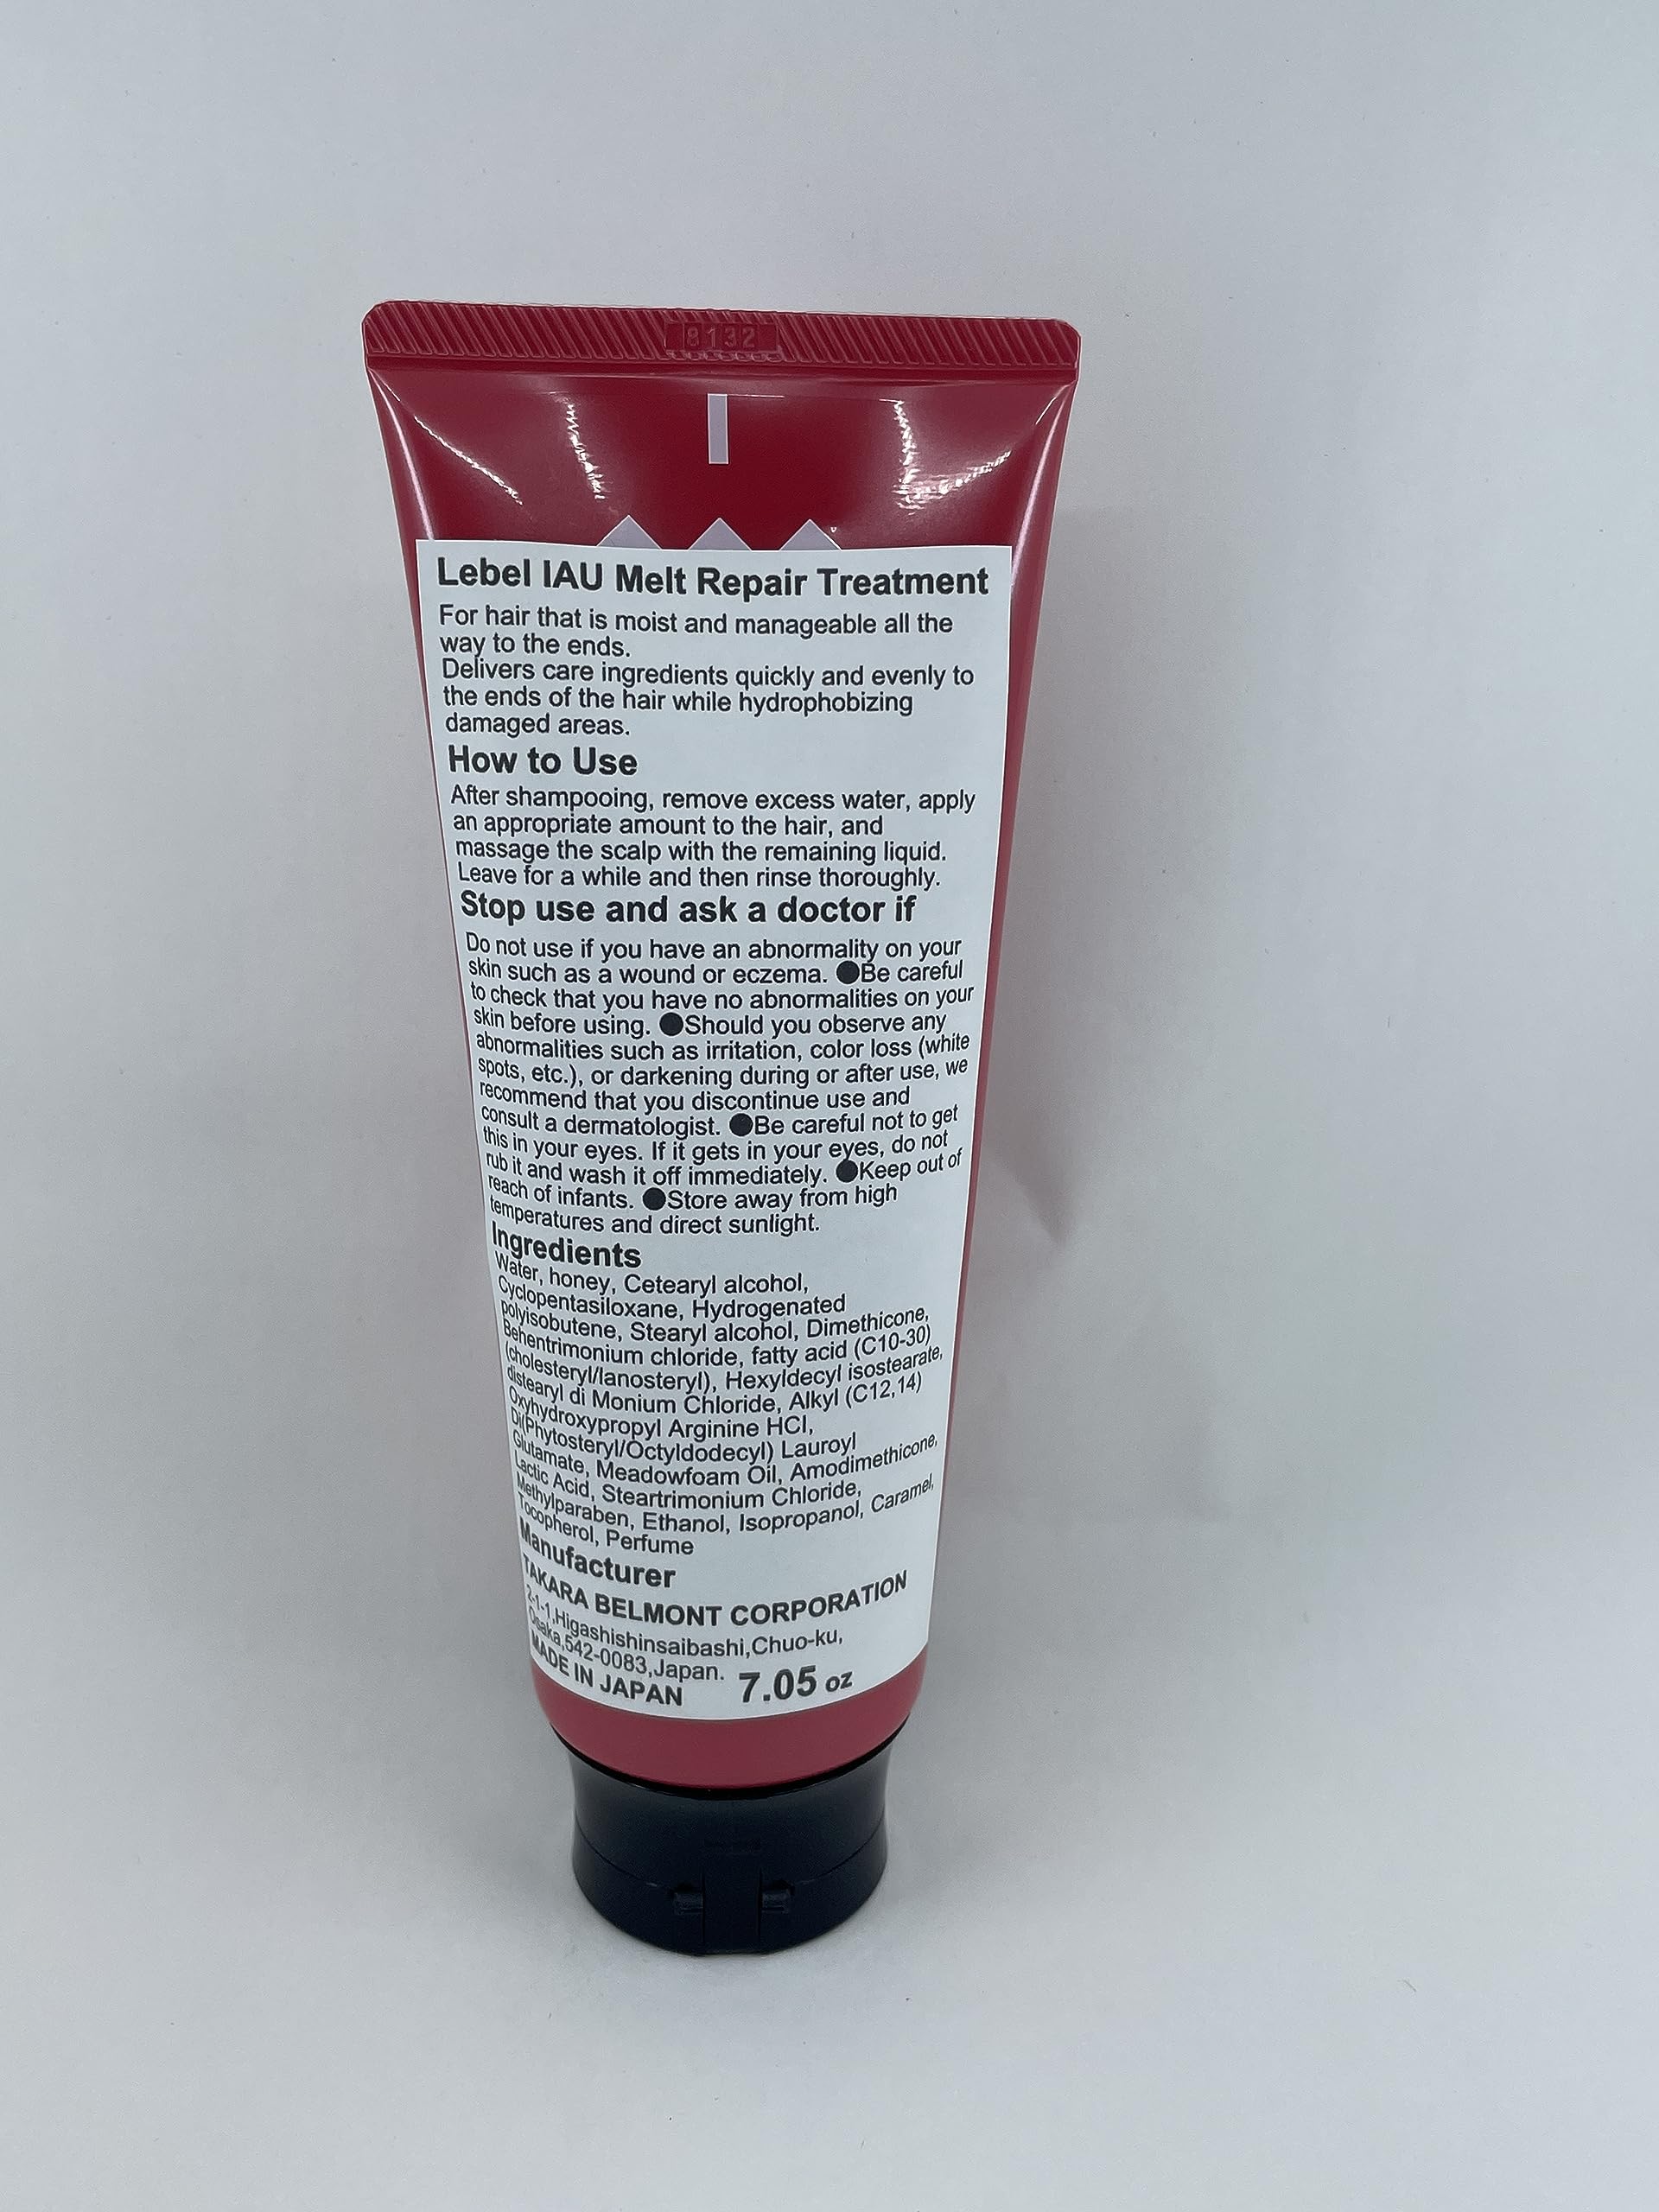 8132
Lebel IAU Melt Repair Treatment
For hair that is moist and manageable all the
way to the ends.
Delivers care ingredients quickly and evenly to
the ends of the hair while hydrophobizing
damaged areas.
How to Use
After shampooing, remove excess water, apply
an appropriate amount to the hair, and
massage the scalp with the remaining liquid.
Leave for a while and then rinse thoroughly.
Stop use and ask a doctor if
Do not use if you have an abnormality on your
skin such as a wound or eczema. ●Be careful
to check that you have no abnormalities on your
skin before using. ●Should you observe any
abnormalities such as irritation, color loss (white
spots, etc.), or darkening during or after use, we
recommend that you discontinue use and
consult a dermatologist. ●Be careful not to get
this in your eyes. If it gets in your eyes, do not
rub it and wash it off immediately. ●Keep out of
reach of infants. ●Store away from high
temperatures and direct sunlight.
Ingredients
Water, honey, Cetearyl alcohol,
Cyclopentasiloxane, Hydrogenated
polyisobutene, Stearyl alcohol, Dimethicone,
Behentrimonium chloride, fatty acid (C10-30)
(cholesteryl/lanosteryl), Hexyldecyl isostearate,
distearyl di Monium Chloride, Alkyl (C12,14)
Oxyhydroxypropyl Arginine HCl,
Di(Phytosteryl/Octyldodecyl) Lauroyl
Glutamate, Meadowfoam Oil, Amodimethicone,
Lactic Acid, Steartrimonium Chloride,
Methylparaben, Ethanol, Isopropanol, Caramel,
Tocopherol, Perfume
Manufacturer
TAKARA BELMONT CORPORATION
2-1-1,Higashishinsaibashi,Chuo-ku,
Osaka,542-0083,Japan.
MADE IN JAPAN 7.05 oz